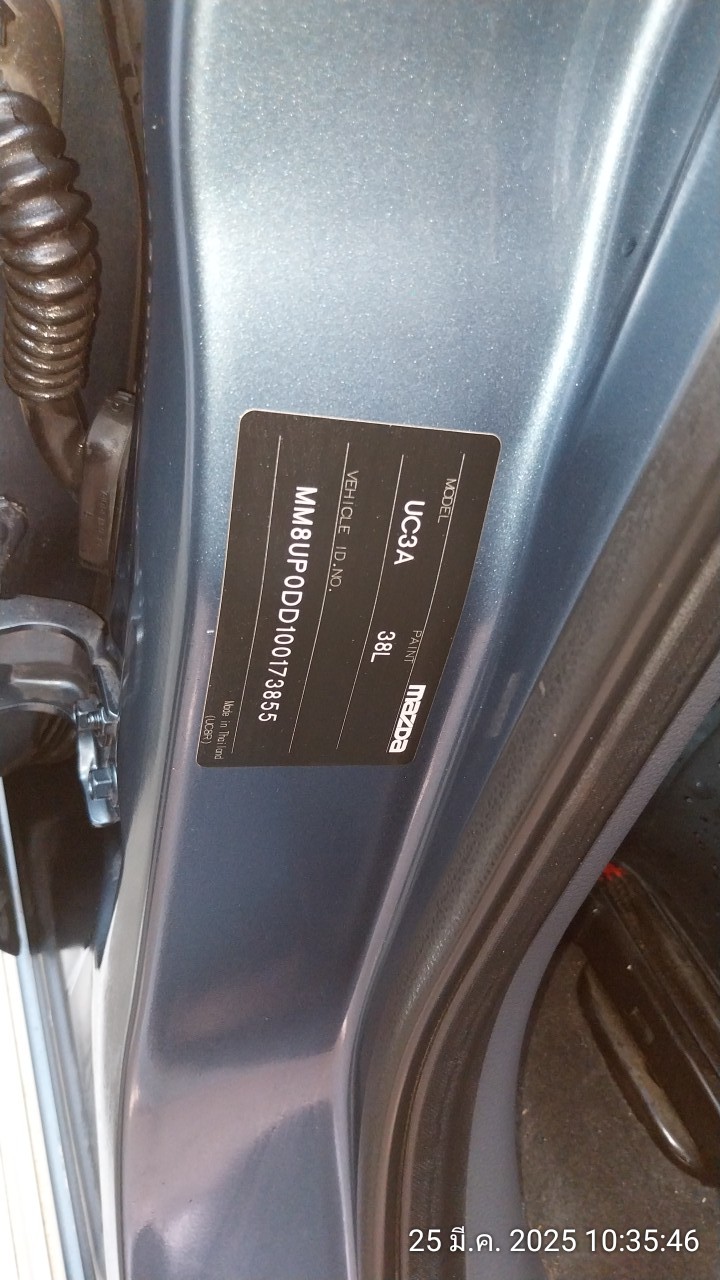 mazda
MODEL PAINT
UC3A 38L
VEHICLE ID.NO.
MM8UP0DD100173855
Made in Thailand
25 มี.ค. 2025 10:35:46